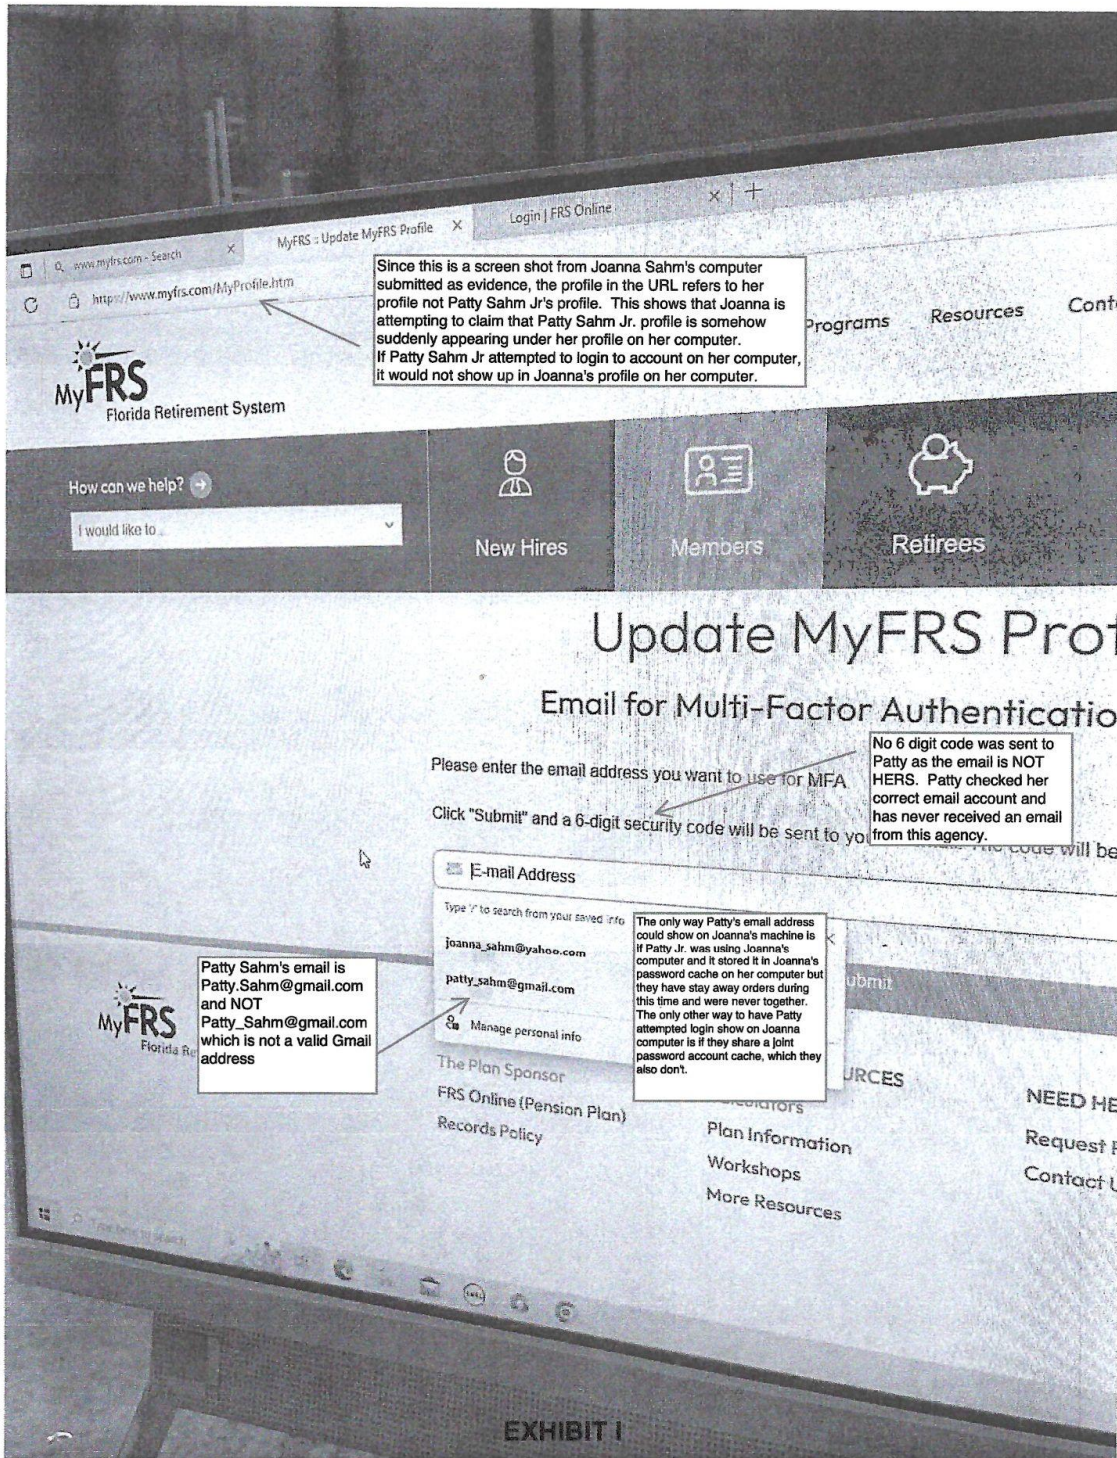 www.myfrs.com - Search
MyFRS :: Update MyFRS Profile
Login | FRS Online
https://www.myfrs.com/MyProfile.htm
Since this is a screen shot from Joanna Sahm's computer
submitted as evidence, the profile in the URL refers to her
profile not Patty Sahm Jr's profile. This shows that Joanna is
attempting to claim that Patty Sahm Jr. profile is somehow
suddenly appearing under her profile on her computer.
If Patty Sahm Jr attempted to login to account on her computer,
it would not show up in Joanna's profile on her computer.
Programs
Resources
Conta
MyFRS
Florida Retirement System
How can we help?
I would like to ..
New Hires
Members
Retirees
Update MyFRS Prof
Email for Multi-Factor Authenticatio
No 6 digit code was sent to
Patty as the email is NOT
HERS. Patty checked her
correct email account and
has never received an email
from this agency.
Please enter the email address you want to use for MFA
Click "Submit" and a 6-digit security code will be sent to yo
code will be
E-mail Address
Type '/' to search from your saved info
joanna_sahm@yahoo.com
patty_sahm@gmail.com
Manage personal info
The only way Patty's email address
could show on Joanna's machine is
if Patty Jr. was using Joanna's
computer and it stored it in Joanna's
password cache on her computer but
they have stay away orders during
this time and were never together.
The only other way to have Patty
attempted login show on Joanna
computer is if they share a joint
password account cache, which they
also don't.
ubmit
Patty Sahm's email is
Patty.Sahm@gmail.com
and NOT
Patty_Sahm@gmail.com
which is not a valid Gmail
address
MyFRS
Florida Re
The Plan Sponsor
FRS Online (Pension Plan)
Records Policy
URCES
Calculators
Plan Information
Workshops
More Resources
NEED HE
Request F
Contact U
Type here to search
DELL
EXHIBIT I